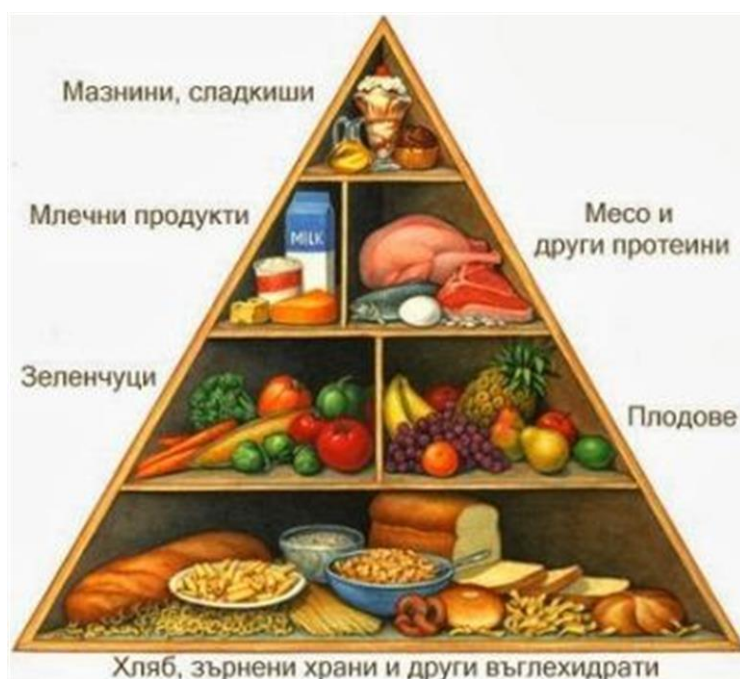 Мазнини, сладкиши
Млечни продукти
MILK
Месо и
други протеини
Зеленчуци
Плодове
Хляб, зърнени храни и други въглехидрати